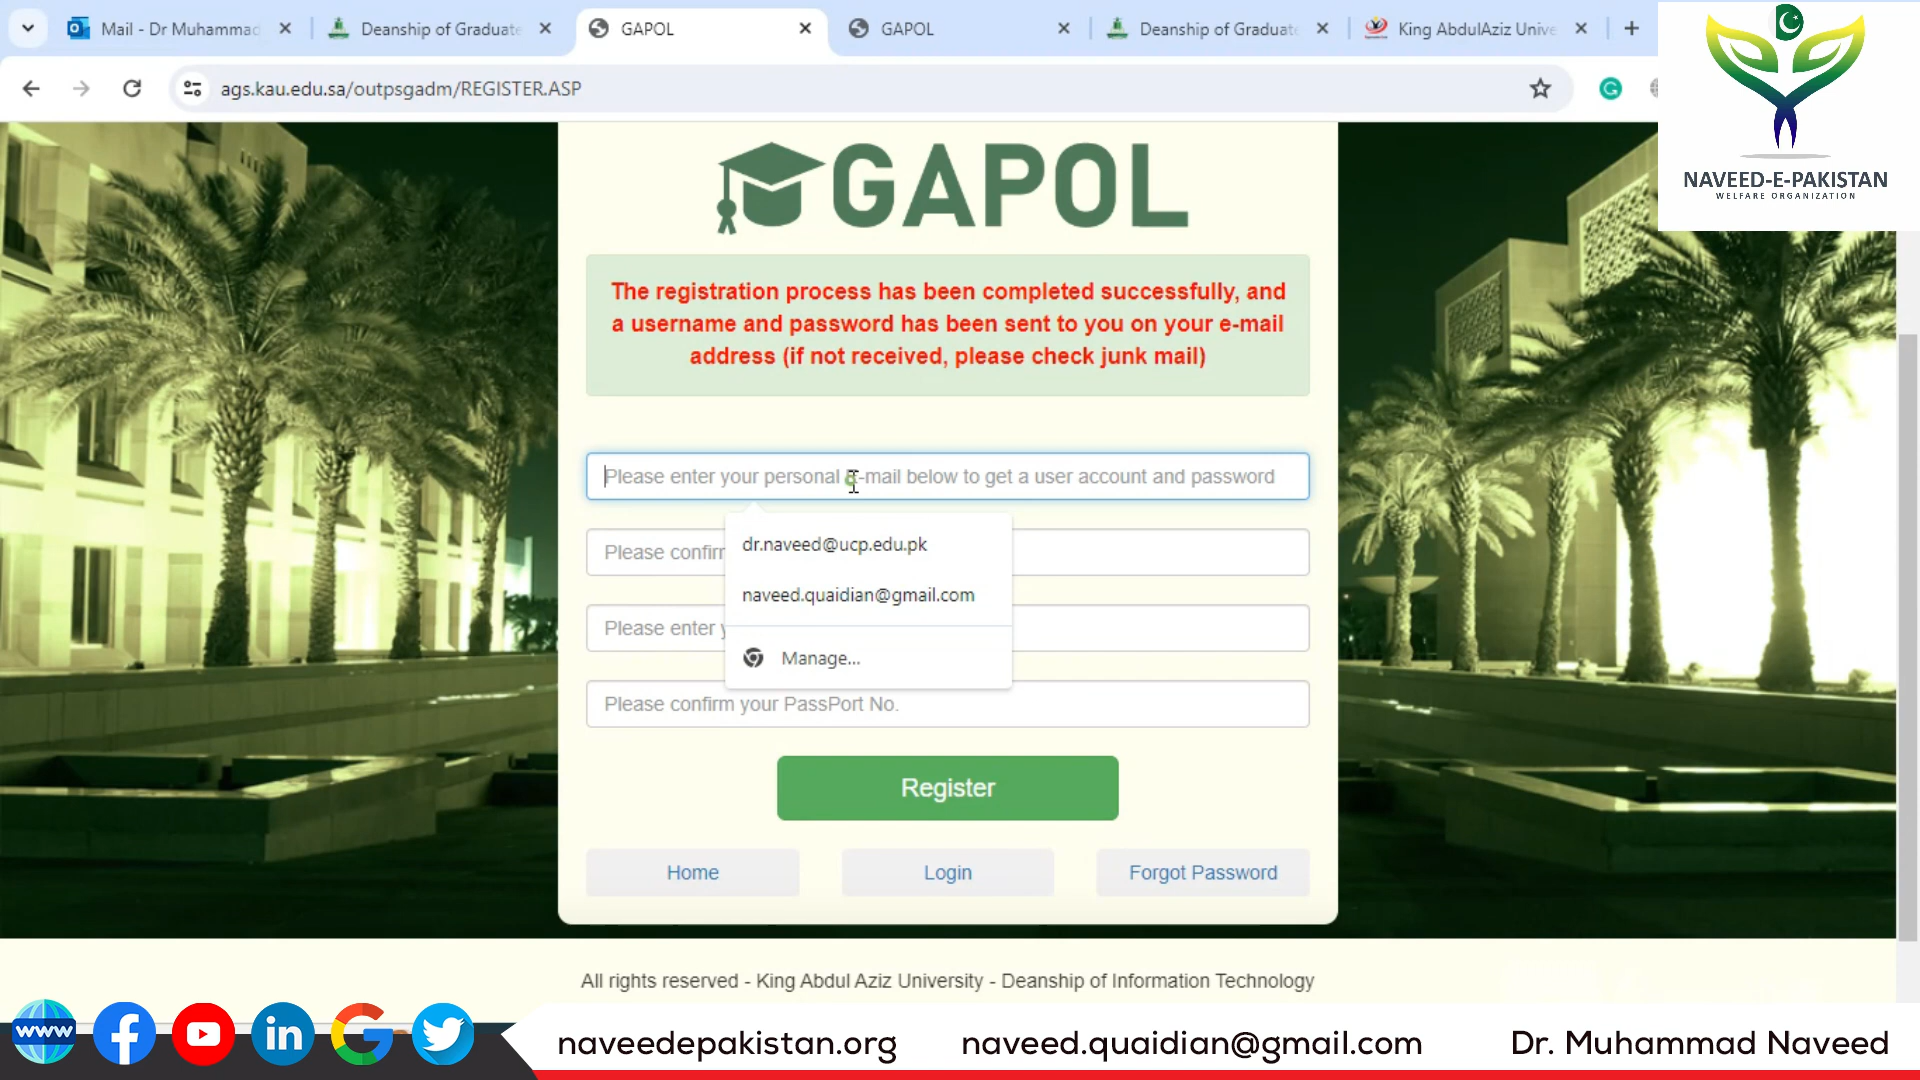 Mail - Dr Muhammad
Deanship of Graduate
GAPOL
GAPOL
Deanship of Graduate
King AbdulAziz Unive
ags.kau.edu.sa/outpsgadm/REGISTER.ASP
NAVEED-E-PAKISTAN
WELFARE ORGANIZATION
GAPOL
The registration process has been completed successfully, and
a username and password has been sent to you on your e-mail
address (if not received, please check junk mail)
Please enter your personal E-mail below to get a user account and password
dr.naveed@ucp.edu.pk
Please confirm
naveed.quaidian@gmail.com
Please enter y
Manage...
Please confirm your PassPort No.
Register
Home
Login
Forgot Password
All rights reserved - King Abdul Aziz University - Deanship of Information Technology
www
naveedepakistan.org
naveed.quaidian@gmail.com
Dr. Muhammad Naveed